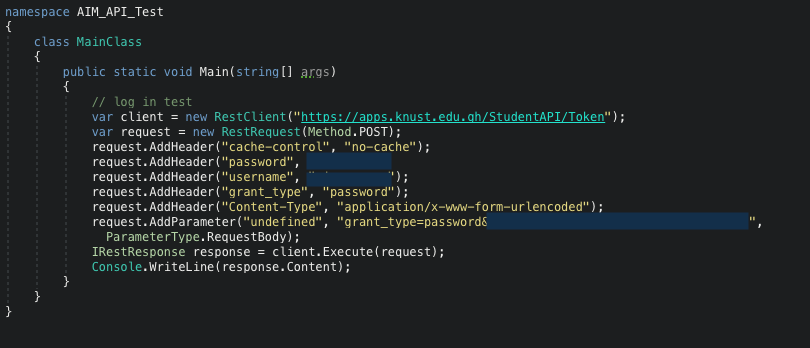 namespace AIM_API_Test
{
class MainClass
{
public static void Main(string[] args)
{
// log in test
var client = new RestClient("https://apps.knust.edu.gh/StudentAPI/Token");
var request = new RestRequest(Method.POST);
request.AddHeader("cache-control", "no-cache");
request.AddHeader("password",
request.AddHeader("username", ");
request.AddHeader("grant_type", "password");
request.AddHeader("Content-Type", "application/x-www-form-urlencoded");
request.AddParameter("undefined", "grant_type=password& ",
ParameterType.RequestBody);
IRestResponse response = client.Execute(request);
Console.WriteLine(response.Content);
}
}
}